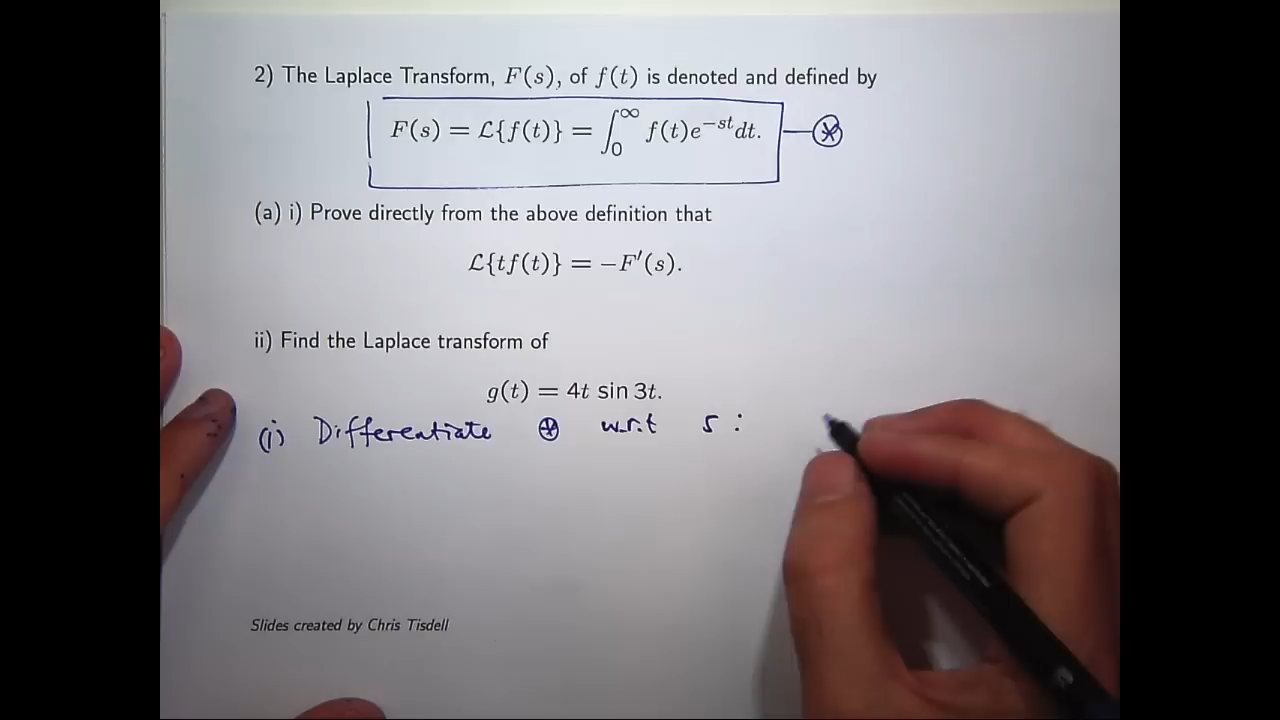 2) The Laplace Transform, F(s), of f(t) is denoted and defined by
F(s) = ℒ{f(t)} = ∫₀^∞ f(t)e^{−st}dt. —⊛
(a) i) Prove directly from the above definition that
ℒ{tf(t)} = −F′(s).
ii) Find the Laplace transform of
g(t) = 4t sin 3t.
(i) Differentiate ⊛ w.r.t s :
Slides created by Chris Tisdell